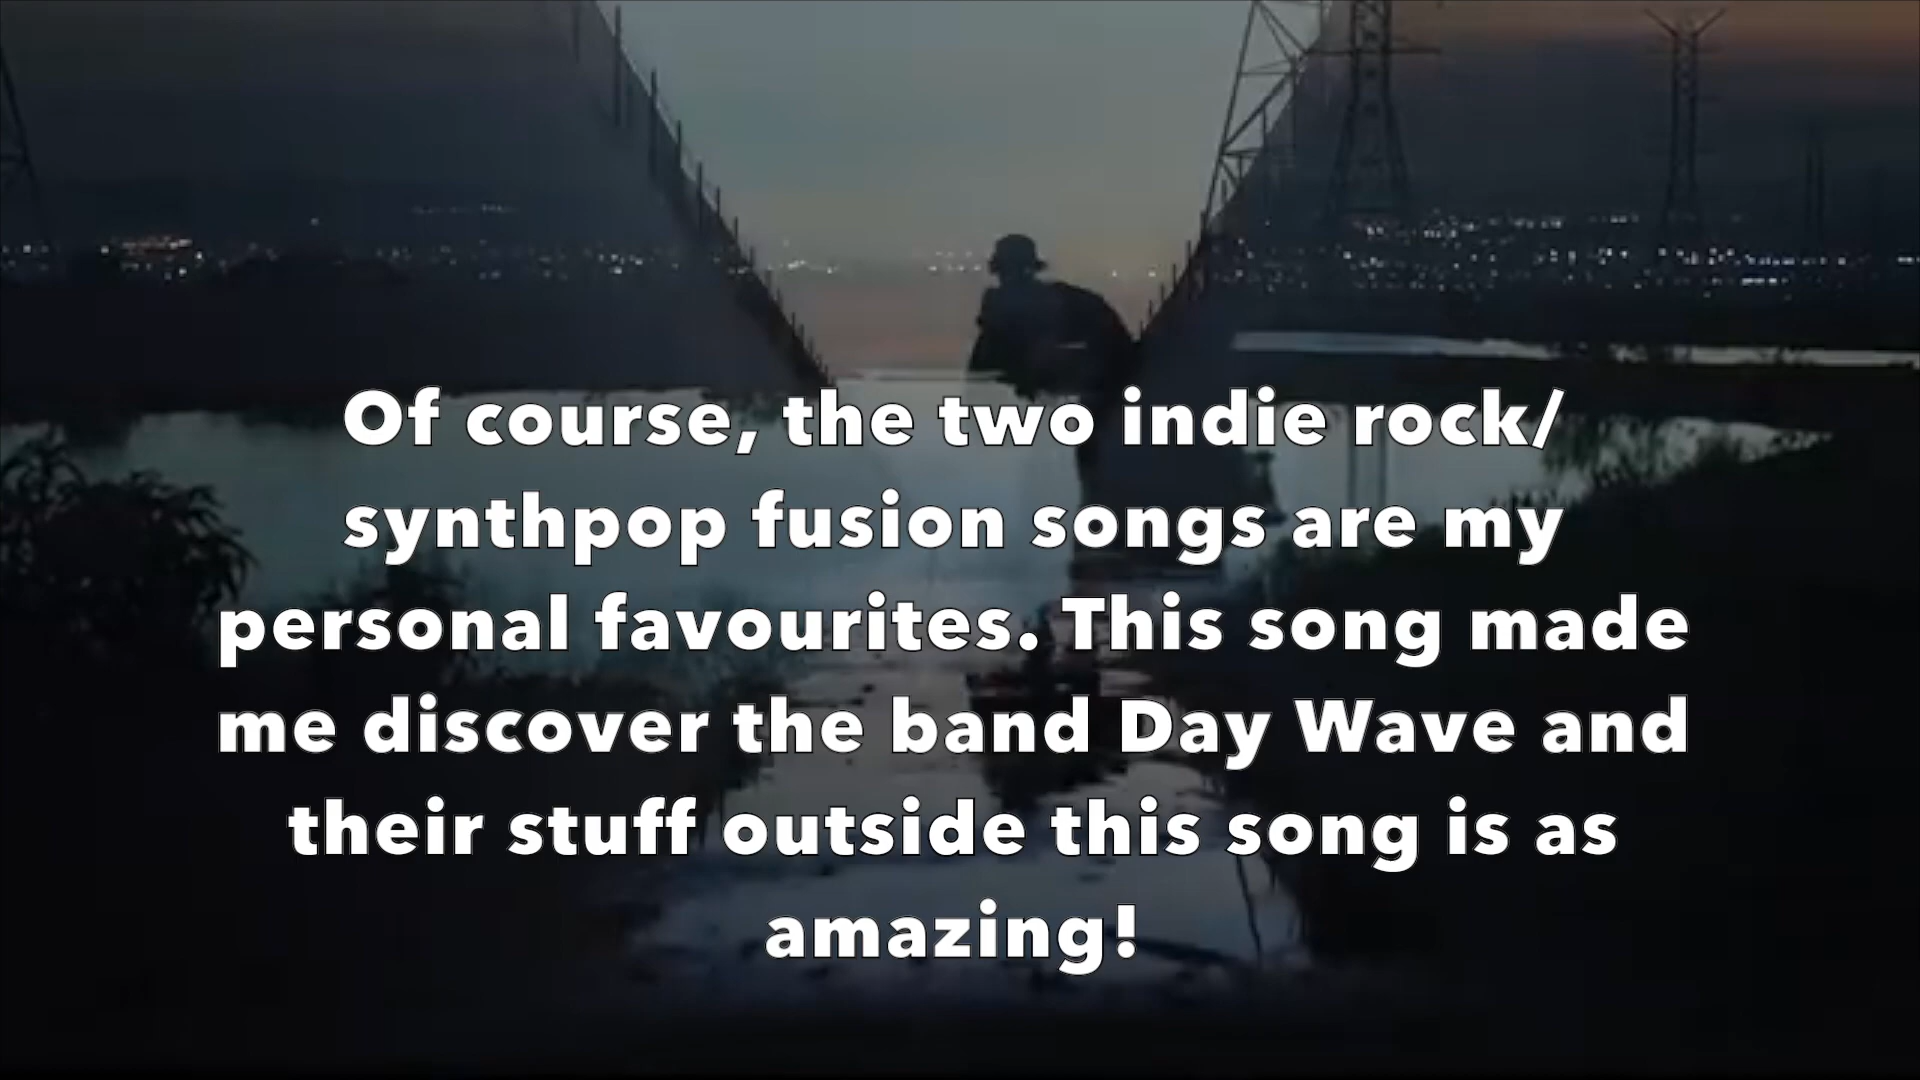 Of course, the two indie rock/
synthpop fusion songs are my
personal favourites. This song made
me discover the band Day Wave and
their stuff outside this song is as
amazing!